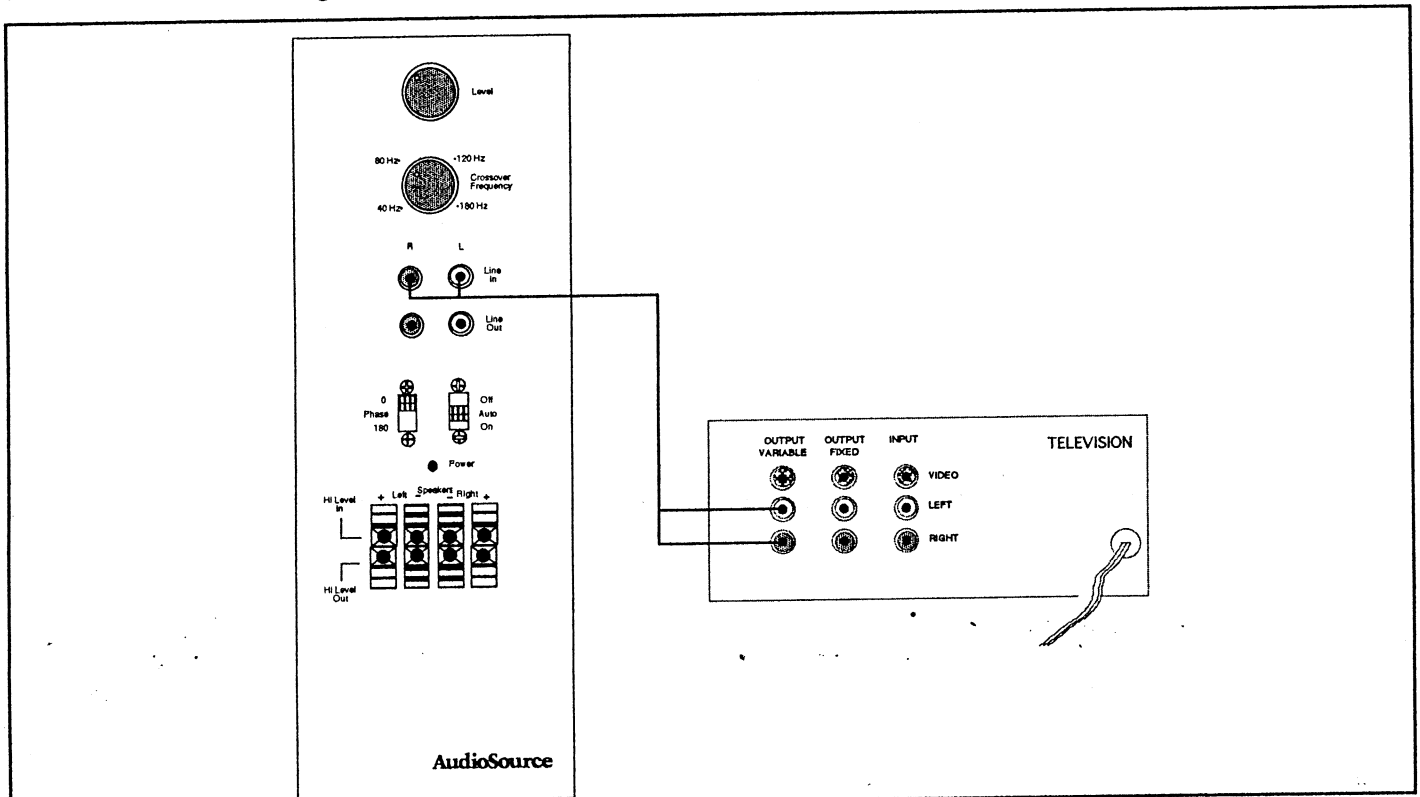 Level
80 Hz 120 Hz
Crossover
Frequency
40 Hz 180 Hz
R L
Line
In
Line
Out
0 Off
Phase Auto
180 On
Power
Hi Level
In
+ Left - Speakers - Right +
Hi Level
Out
AudioSource
OUTPUT
VARIABLE
OUTPUT
FIXED
INPUT
TELEVISION
VIDEO
LEFT
RIGHT